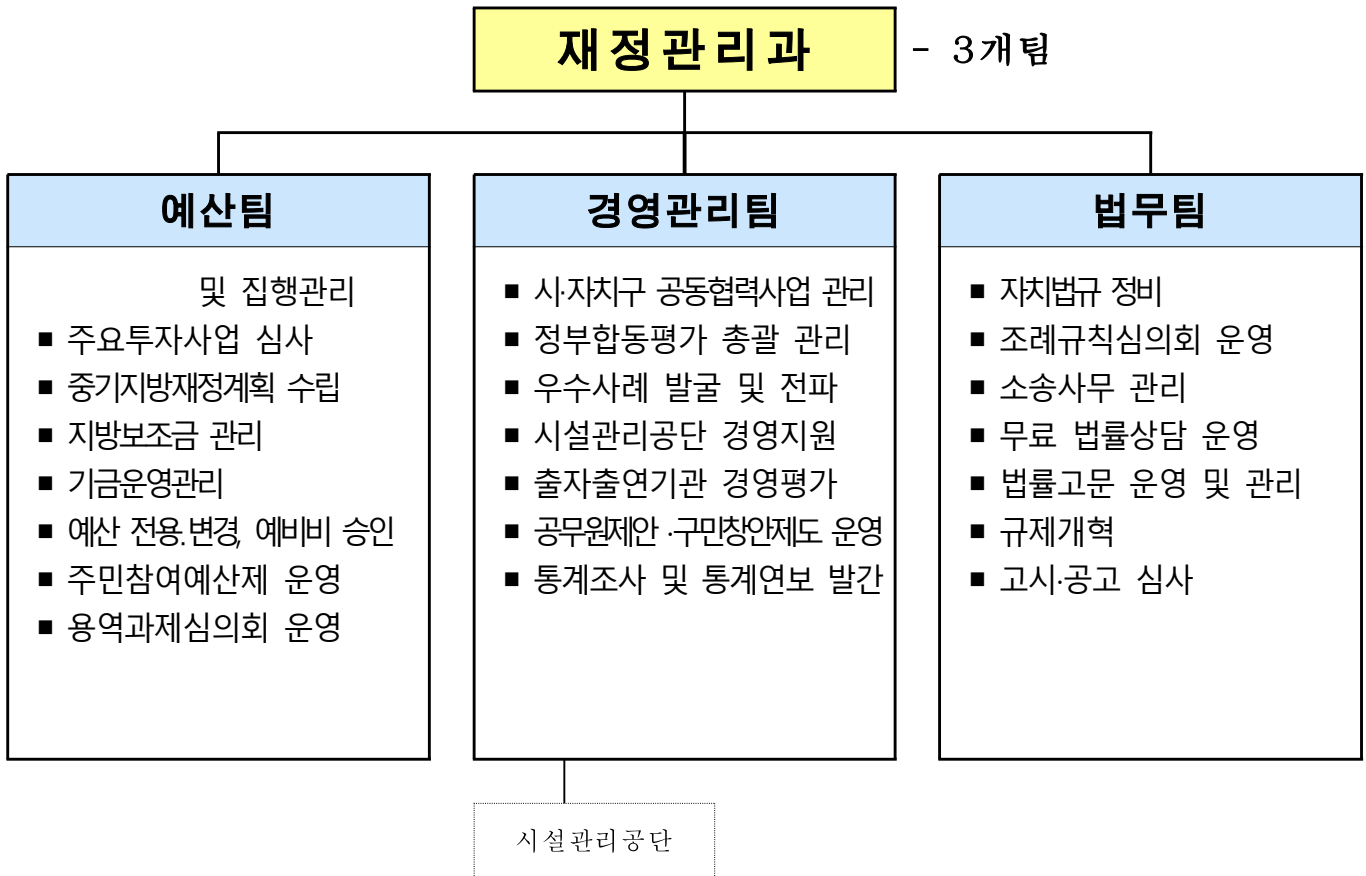 재정관리과 - 3개팀
예산팀
및 집행관리
■ 주요투자사업 심사
■ 중기지방재정계획 수립
■ 지방보조금 관리
■ 기금운영관리
■ 예산 전용.변경, 예비비 승인
■ 주민참여예산제 운영
■ 용역과제심의회 운영
경영관리팀
■ 시·자치구 공동협력사업 관리
■ 정부합동평가 총괄 관리
■ 우수사례 발굴 및 전파
■ 시설관리공단 경영지원
■ 출자출연기관 경영평가
■ 공무원제안 ·구민창안제도 운영
■ 통계조사 및 통계연보 발간
법무팀
■ 자치법규 정비
■ 조례규칙심의회 운영
■ 소송사무 관리
■ 무료 법률상담 운영
■ 법률고문 운영 및 관리
■ 규제개혁
■ 고시·공고 심사
시설관리공단